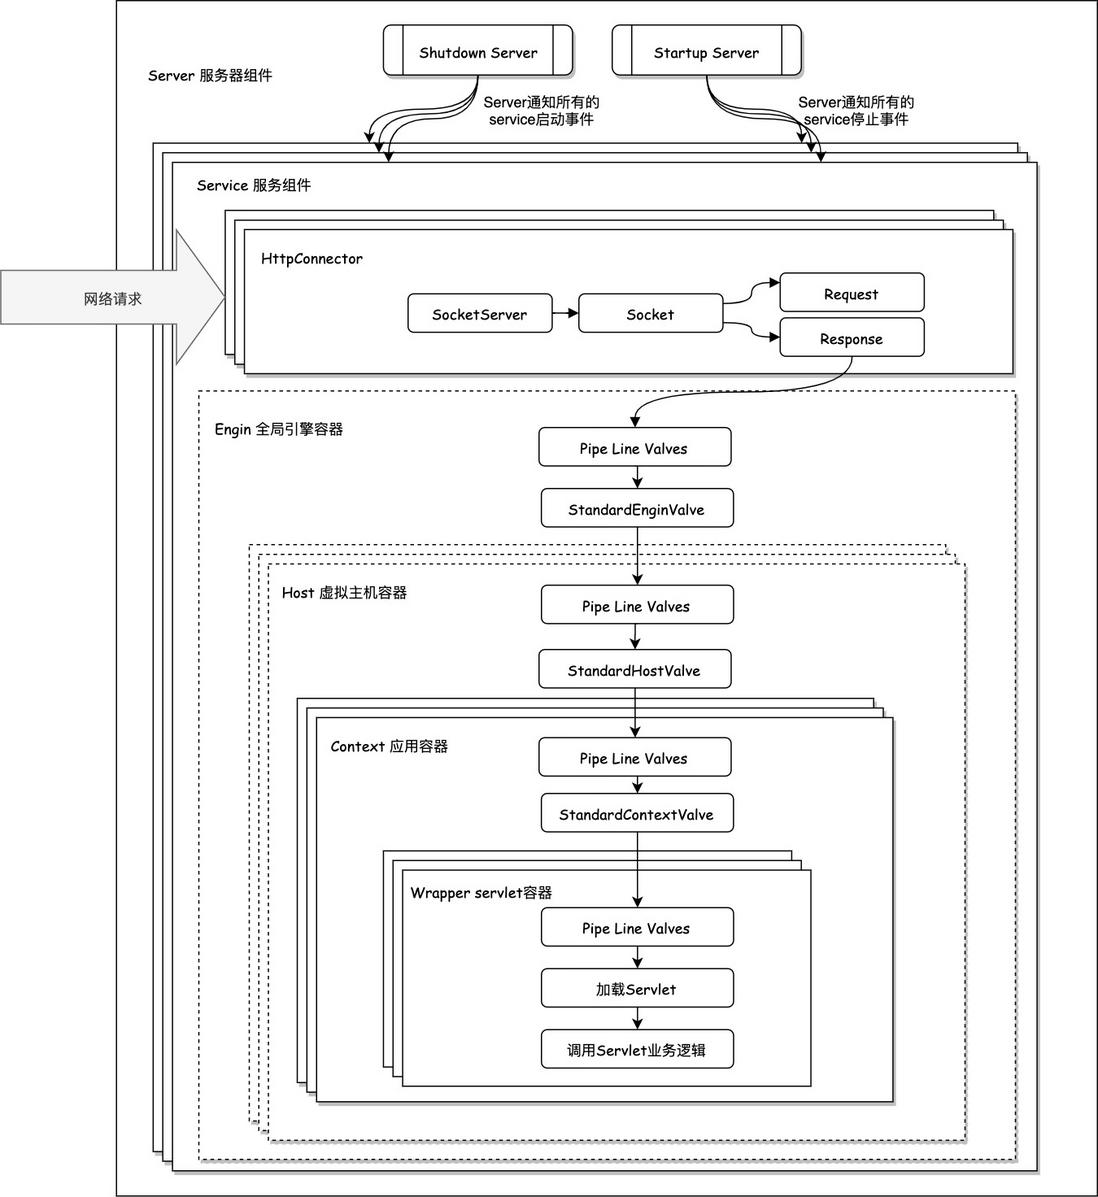 Shutdown Server
Startup Server
Server 服务器组件
Server通知所有的
service启动事件
Server通知所有的
service停止事件
Service 服务组件
HttpConnector
网络请求
SocketServer
Socket
Request
Response
Engin 全局引擎容器
Pipe Line Valves
StandardEnginValve
Host 虚拟主机容器
Pipe Line Valves
StandardHostValve
Context 应用容器
Pipe Line Valves
StandardContextValve
Wrapper servlet容器
Pipe Line Valves
加载Servlet
调用Servlet业务逻辑